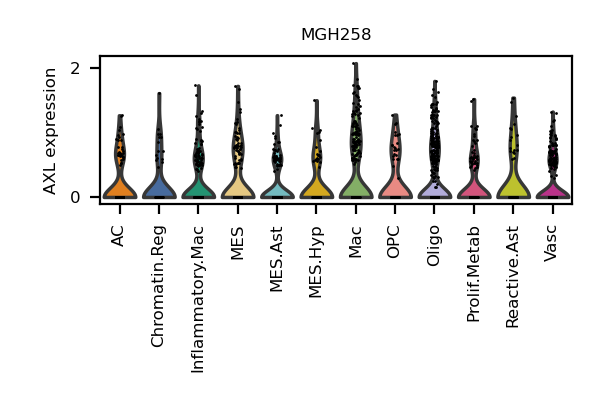 MGH258
AXL expression
2
0
AC
Chromatin.Reg
Inflammatory.Mac
MES
MES.Ast
MES.Hyp
Mac
OPC
Oligo
Prolif.Metab
Reactive.Ast
Vasc